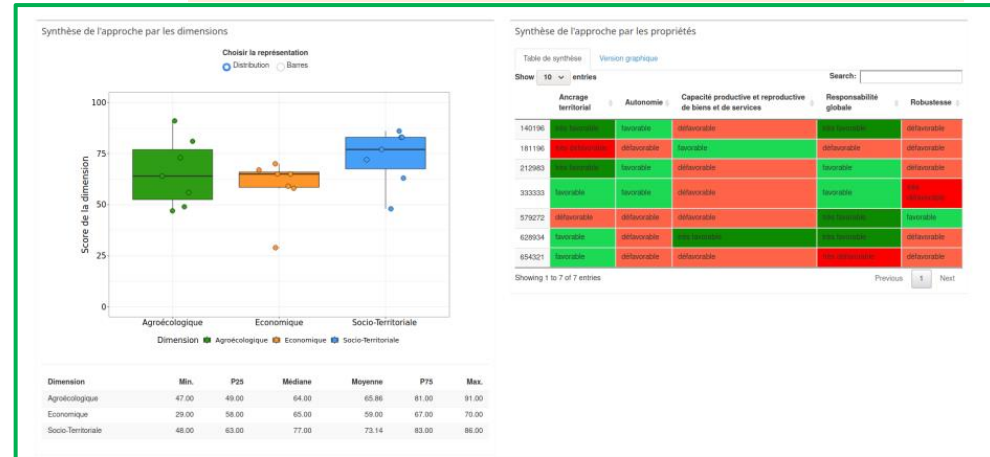 Synthèse de l'approche par les dimensions
Choisir la représentation
Distribution Barres
Score de la dimension
100
75
50
25
0
Agroécologique Economique Socio-Territoriale
Dimension Agroécologique Economique Socio-Territoriale
Dimension Min. P25 Médiane Moyenne P75 Max.
Agroécologique 47.00 49.00 64.00 65.86 81.00 91.00
Economique 29.00 58.00 65.00 59.00 67.00 70.00
Socio-Territoriale 48.00 63.00 77.00 73.14 83.00 86.00
Synthèse de l'approche par les propriétés
Table de synthèse Version graphique
Show 10 entries Search:
Ancrage territorial Autonomie Capacité productive et reproductive de biens et de services Responsabilité globale Robustesse
140196 très favorable favorable défavorable très favorable défavorable
181196 très défavorable défavorable favorable défavorable défavorable
212983 très favorable favorable défavorable favorable défavorable
333333 favorable favorable défavorable favorable très défavorable
579272 défavorable défavorable défavorable très favorable favorable
628934 favorable défavorable très favorable très favorable défavorable
654321 favorable défavorable défavorable très défavorable défavorable
Showing 1 to 7 of 7 entries
Previous 1 Next